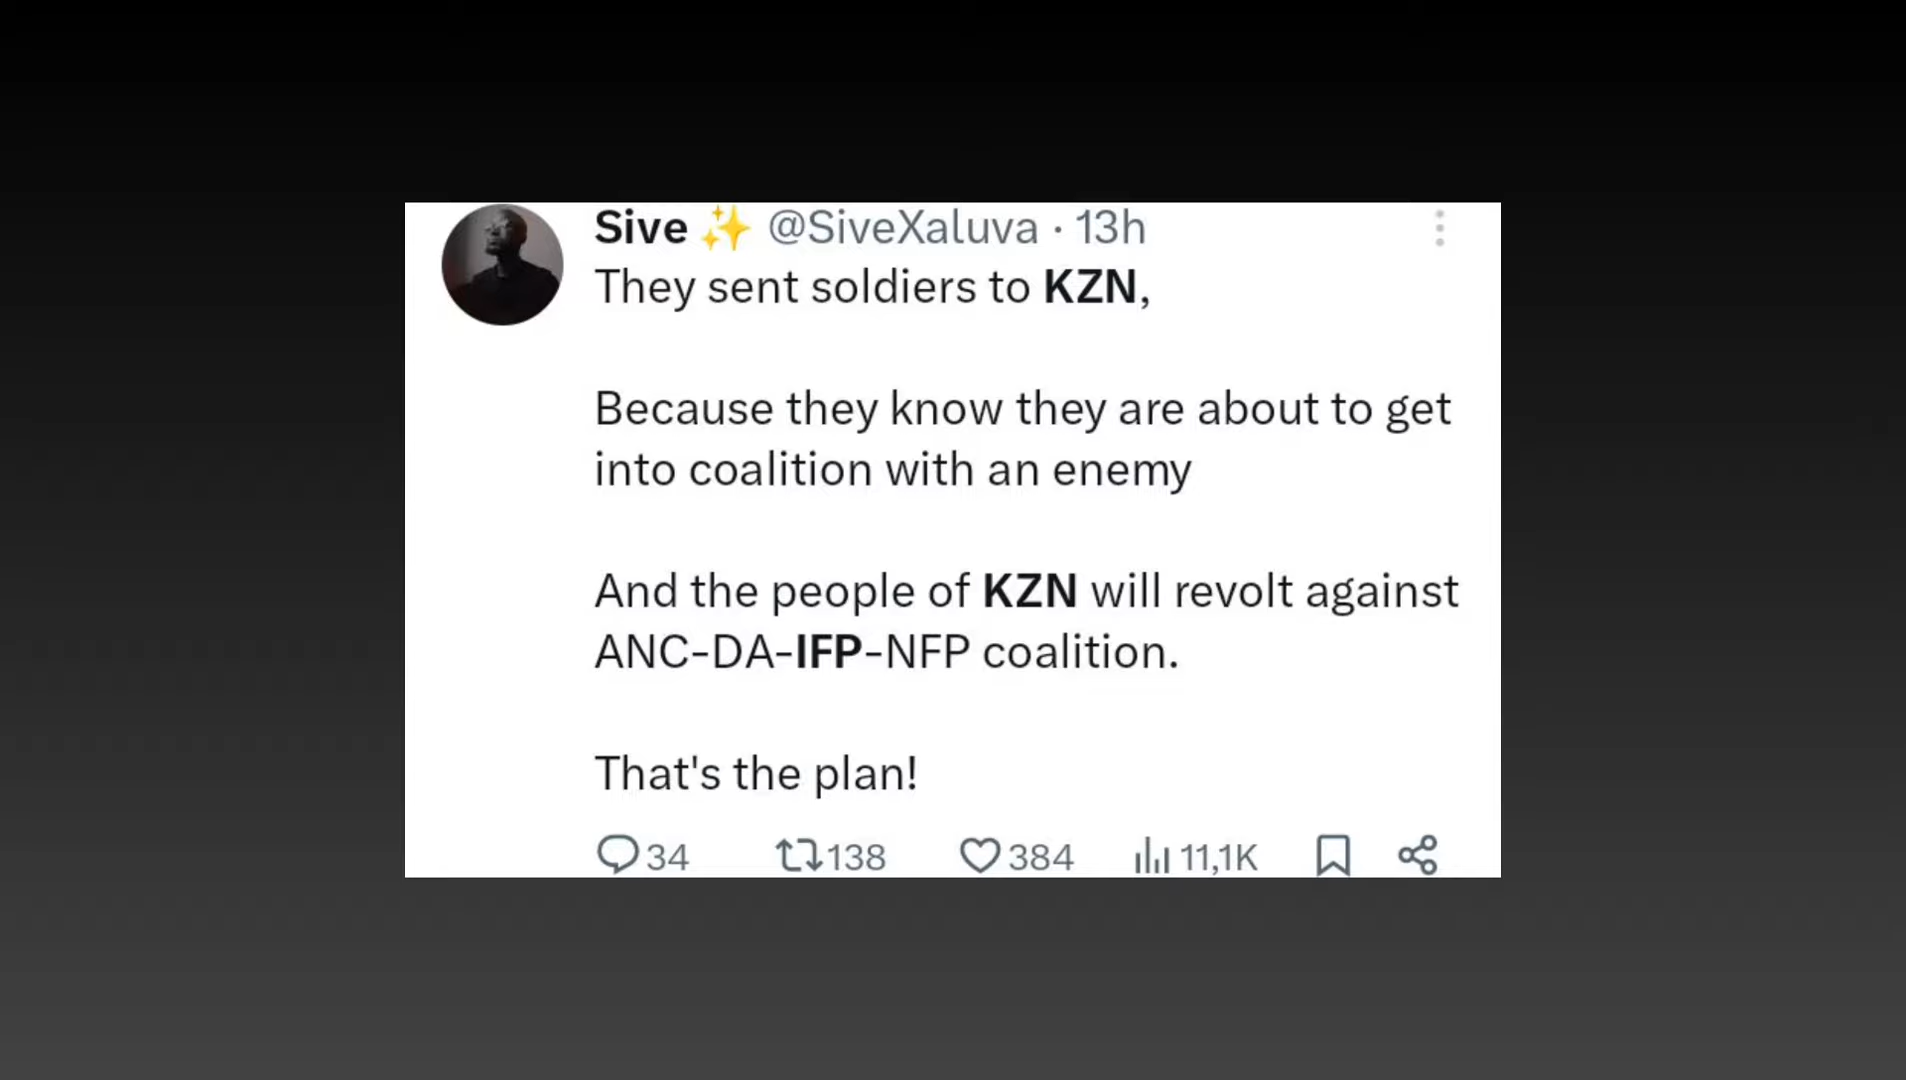 Sive ✨ @SiveXaluva · 13h
They sent soldiers to KZN,
Because they know they are about to get
into coalition with an enemy
And the people of KZN will revolt against
ANC-DA-IFP-NFP coalition.
That's the plan!
34 138 384 11,1K